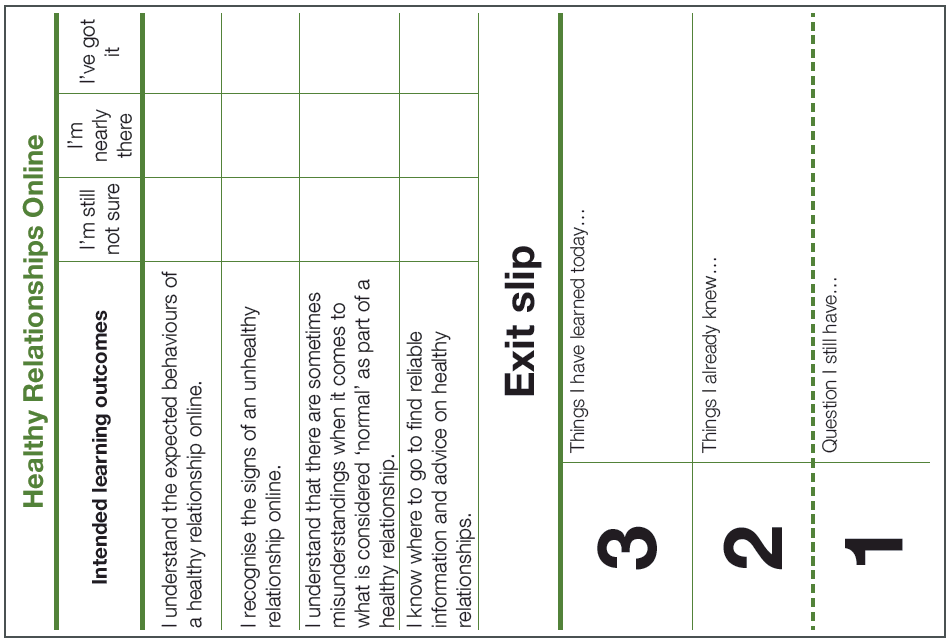 Healthy Relationships Online
Intended learning outcomes
I'm still
not sure
I'm
nearly
there
I've got
it
I understand the expected behaviours of
a healthy relationship online.
I recognise the signs of an unhealthy
relationship online.
I understand that there are sometimes
misunderstandings when it comes to
what is considered ‘normal’ as part of a
healthy relationship.
I know where to go to find reliable
information and advice on healthy
relationships.
Exit slip
3
Things I have learned today…
2
Things I already knew…
1
Question I still have…